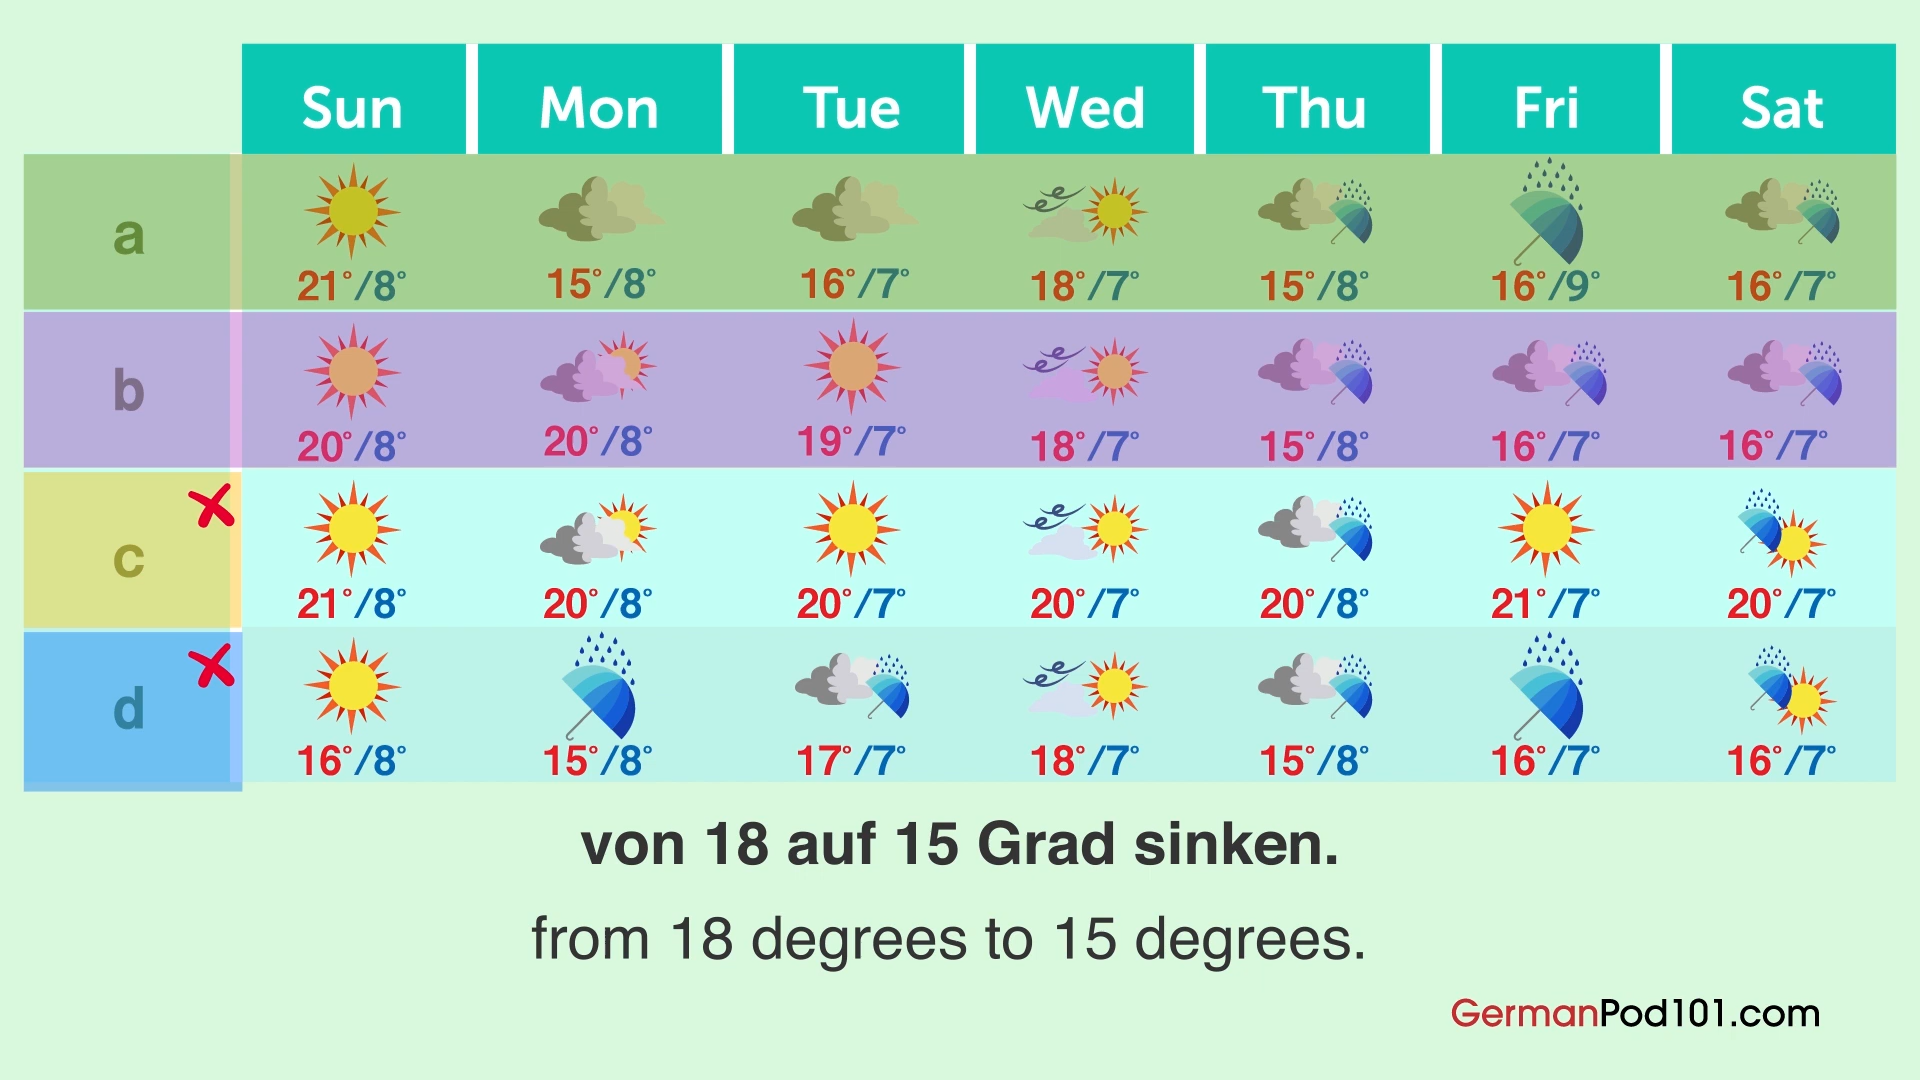 Sun Mon Tue Wed Thu Fri Sat
a
21°/8° 15°/8° 16°/7° 18°/7° 15°/8° 16°/9° 16°/7°
b
20°/8° 20°/8° 19°/7° 18°/7° 15°/8° 16°/7° 16°/7°
c
21°/8° 20°/8° 20°/7° 20°/7° 20°/8° 21°/7° 20°/7°
d
16°/8° 15°/8° 17°/7° 18°/7° 15°/8° 16°/7° 16°/7°
von 18 auf 15 Grad sinken.
from 18 degrees to 15 degrees.
GermanPod101.com